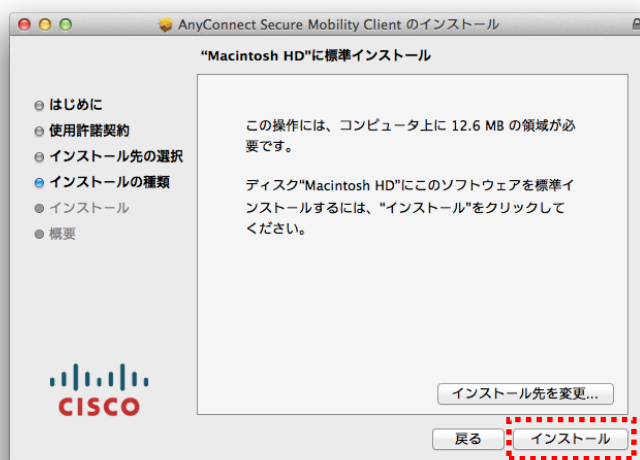 AnyConnect Secure Mobility Client のインストール
“Macintosh HD”に標準インストール
はじめに
使用許諾契約
インストール先の選択
インストールの種類
インストール
概要
この操作には、コンピュータ上に 12.6 MB の領域が必
要です。
ディスク“Macintosh HD”にこのソフトウェアを標準イ
ンストールするには、“インストール”をクリックして
ください。
CISCO
インストール先を変更...
戻る
インストール